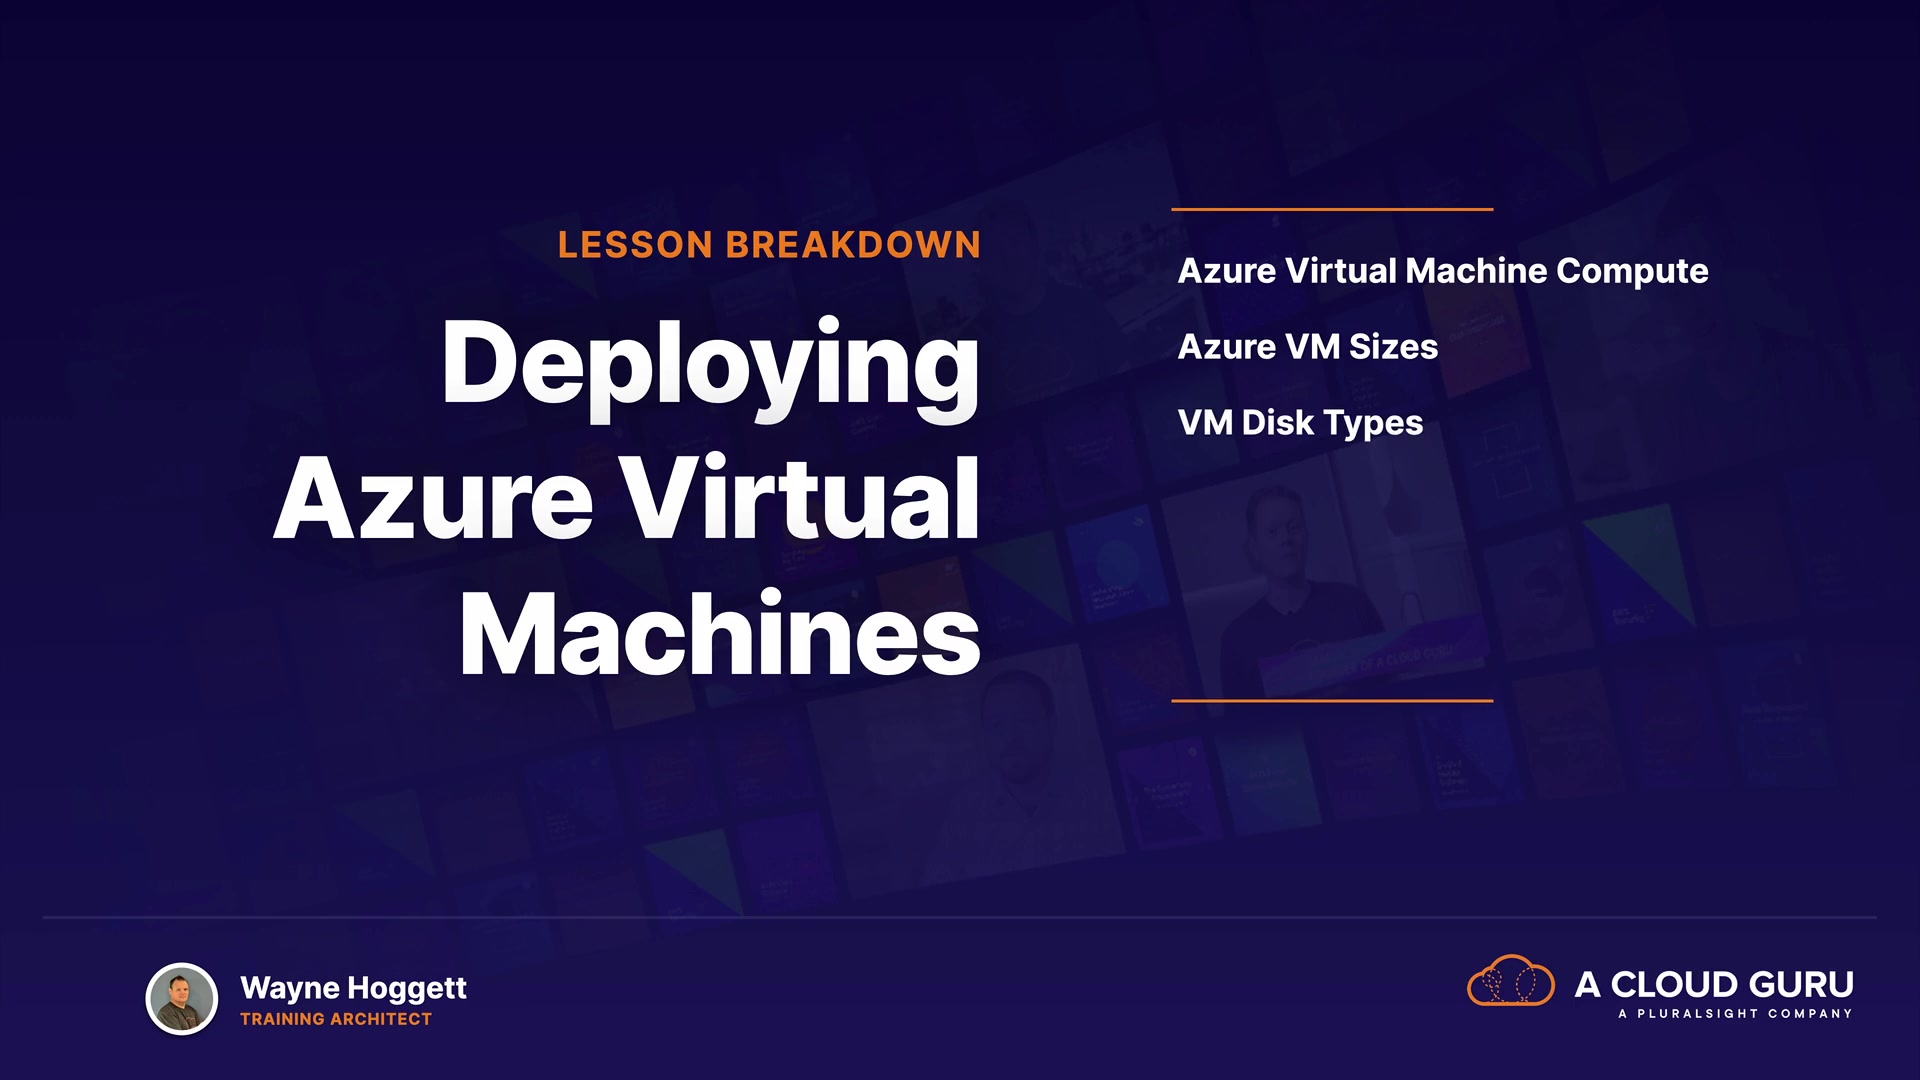 LESSON BREAKDOWN
Deploying
Azure Virtual
Machines
Azure Virtual Machine Compute
Azure VM Sizes
VM Disk Types
Wayne Hoggett
TRAINING ARCHITECT
A CLOUD GURU
A PLURALSIGHT COMPANY